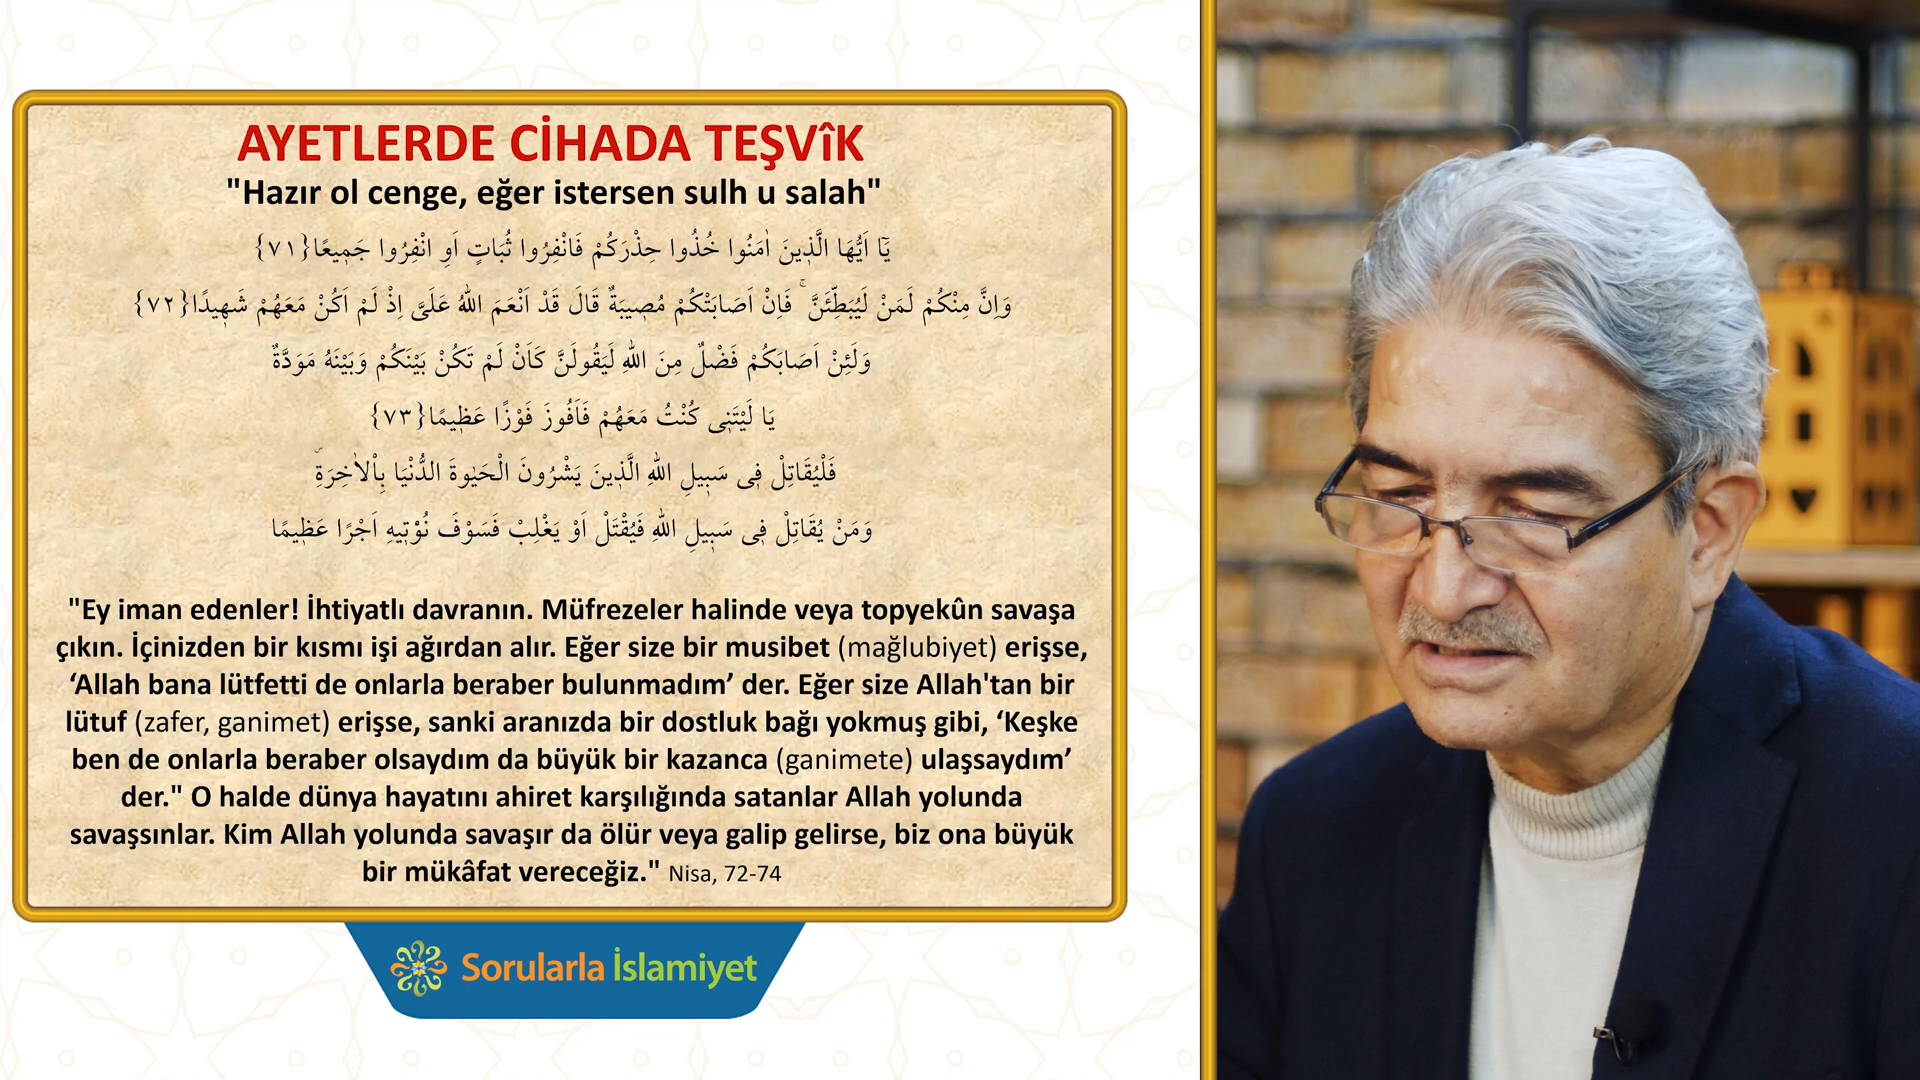 AYETLERDE CİHADA TEŞVîK
"Hazır ol cenge, eğer istersen sulh u salah"
يَٓا اَيُّهَا الَّذ۪ينَ اٰمَنُوا خُذُوا حِذْرَكُمْ فَانْفِرُوا ثُبَاتٍ اَوِ انْفِرُوا جَم۪يعًا{٧١}
وَاِنَّ مِنْكُمْ لَمَنْ لَيُبَطِّئَنَّۚ فَاِنْ اَصَابَتْكُمْ مُص۪يبَةٌ قَالَ قَدْ اَنْعَمَ اللّٰهُ عَلَىَّ اِذْ لَمْ اَكُنْ مَعَهُمْ شَه۪يدًا{٧٢}
وَلَئِنْ اَصَابَكُمْ فَضْلٌ مِنَ اللّٰهِ لَيَقُولَنَّ كَاَنْ لَمْ تَكُنْ بَيْنَكُمْ وَبَيْنَهُ مَوَدَّةٌ
يَا لَيْتَن۪ى كُنْتُ مَعَهُمْ فَاَفُوزَ فَوْزًا عَظ۪يمًا{٧٣}
فَلْيُقَاتِلْ ف۪ى سَب۪يلِ اللّٰهِ الَّذ۪ينَ يَشْرُونَ الْحَيٰوةَ الدُّنْيَا بِاْلاٰخِرَةِۜ
وَمَنْ يُقَاتِلْ ف۪ى سَب۪يلِ اللّٰهِ فَيُقْتَلْ اَوْ يَغْلِبْ فَسَوْفَ نُؤْت۪يهِ اَجْرًا عَظ۪يمًا
"Ey iman edenler! İhtiyatlı davranın. Müfrezeler halinde veya topyekûn savaşa
çıkın. İçinizden bir kısmı işi ağırdan alır. Eğer size bir musibet (mağlubiyet) erişse,
‘Allah bana lütfetti de onlarla beraber bulunmadım’ der. Eğer size Allah'tan bir
lütuf (zafer, ganimet) erişse, sanki aranızda bir dostluk bağı yokmuş gibi, ‘Keşke
ben de onlarla beraber olsaydım da büyük bir kazanca (ganimete) ulaşsaydım’
der." O halde dünya hayatını ahiret karşılığında satanlar Allah yolunda
savaşsınlar. Kim Allah yolunda savaşır da ölür veya galip gelirse, biz ona büyük
bir mükâfat vereceğiz." Nisa, 72-74
Sorularla İslamiyet